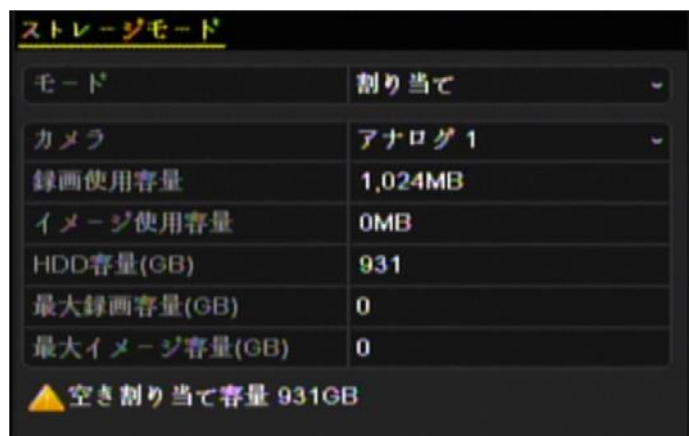 ストレージモード
モード 割り当て
カメラ アナログ 1
録画使用容量 1,024MB
イメージ使用容量 0MB
HDD容量(GB) 931
最大録画容量(GB) 0
最大イメージ容量(GB) 0
空き割り当て容量 931GB